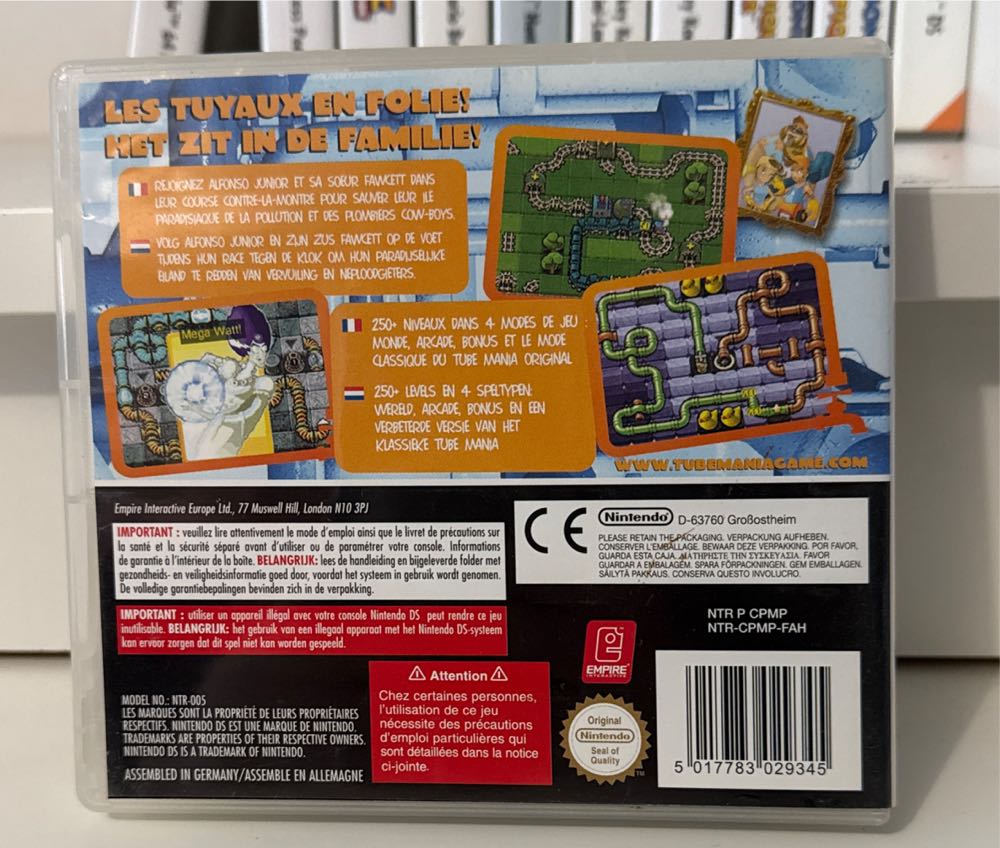 LES TUYAUX EN FOLIE!
HET ZIT IN DE FAMILIE!
REJOIGNEZ ALFONSO JUNIOR ET SA SOEUR FAWCETT DANS
LEUR COURSE CONTRE-LA-MONTRE POUR SAUVER LEUR ILE
PARADISIAQUE DE LA POLLUTION ET DES PLOMBIERS COW-BOYS.
VOLG ALFONSO JUNIOR EN ZIJN ZUS FAWCETT OP DE VOET
TIJDENS HUN RACE TEGEN DE KLOK OM HUN PARADIJSELIJKE
EILAND TE REDDEN VAN VERVUILING EN NEPLOODGIETERS.
Mega Watt!
250+ NIVEAUX DANS 4 MODES DE JEU
MONDE, ARCADE, BONUS ET LE MODE
CLASSIQUE DU TUBE MANIA ORIGINAL
250+ LEVELS EN 4 SPELTYPEN:
WERELD, ARCADE, BONUS EN EEN
VERBETERDE VERSIE VAN HET
KLASSIEKE TUBE MANIA
WWW.TUBEMANIAGAME.COM
Empire Interactive Europe Ltd., 77 Muswell Hill, London N10 3PJ
IMPORTANT : veuillez lire attentivement le mode d'emploi ainsi que le livret de précautions sur
la santé et la sécurité séparé avant d'utiliser ou de paramétrer votre console. Informations
de garantie à l'intérieur de la boîte. BELANGRIJK: lees de handleiding en bijgeleverde folder met
gezondheids- en veiligheidsinformatie goed door, voordat het systeem in gebruik wordt genomen.
De volledige garantiebepalingen bevinden zich in de verpakking.
IMPORTANT : utiliser un appareil illégal avec votre console Nintendo DS peut rendre ce jeu
inutilisable. BELANGRIJK: het gebruik van een illegaal apparaat met het Nintendo DS-systeem
kan ervoor zorgen dat dit spel niet kan worden gespeeld.
CE Nintendo D-63760 Großostheim
PLEASE RETAIN THE PACKAGING. VERPACKUNG AUFHEBEN.
CONSERVER L'EMBALLAGE. BEWAAR DEZE VERPAKKING. POR FAVOR,
GUARDA ESTA CAJA. ΔΙΑΤΗΡΗΣΤΕ ΤΗΝ ΣΥΣΚΕΥΑΣΙΑ. FAVOR
GUARDAR A EMBALAGEM. SPARA FÖRPACKNINGEN. GEM EMBALLAGEN.
SÄILYTÄ PAKKAUS. CONSERVA QUESTO INVOLUCRO.
NTR P CPMP
NTR-CPMP-FAH
EMPIRE
INTERACTIVE
MODEL NO.: NTR-005
LES MARQUES SONT LA PROPRIÉTÉ DE LEURS PROPRIÉTAIRES
RESPECTIFS. NINTENDO DS EST UNE MARQUE DE NINTENDO.
TRADEMARKS ARE PROPERTIES OF THEIR RESPECTIVE OWNERS.
NINTENDO DS IS A TRADEMARK OF NINTENDO.
ASSEMBLED IN GERMANY/ASSEMBLE EN ALLEMAGNE
Attention
Chez certaines personnes,
l'utilisation de ce jeu
nécessite des précautions
d'emploi particulières qui
sont détaillées dans la notice
ci-jointe.
Original
Nintendo
Seal of
Quality
TM
5 017783 029345